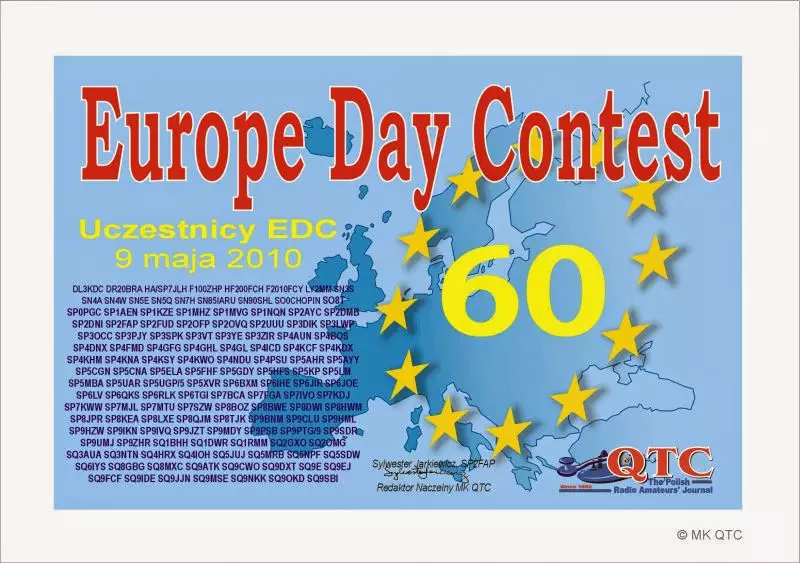 Europe Day Contest
Uczestnicy EDC
9 maja 2010
60
DL3KDC DR20BRA HA/SP7JLH F100ZHP HF200FCH F2010FCY LY2MM SN3S
SN4A SN4W SN5E SN5Q SN7H SN85IARU SN90SHL SO0CHOPIN SO8T
SP0PGC SP1AEN SP1KZE SP1MHZ SP1MVG SP1NQN SP2AYC SP2DMB
SP2DNI SP2FAP SP2FUD SP2OFP SP2OVQ SP2UUU SP3DIK SP3LWP
SP3OCC SP3PJY SP3SPK SP3VT SP3YE SP3ZIR SP4AUN SP4BOS
SP4DNX SP4FMD SP4GFG SP4GHL SP4GL SP4ICD SP4KCF SP4KDX
SP4KHM SP4KNA SP4KSY SP4KWO SP4NDU SP4PSU SP5AHR SP5AYY
SP5CGN SP5CNA SP5ELA SP5FHF SP5GDY SP5HFS SP5KP SP5LM
SP5MBA SP5UAR SP5UGP/5 SP5XVR SP6BXM SP6IHE SP6JIR SP6JOE
SP6LV SP6QKS SP6RLK SP6TGI SP7BCA SP7FGA SP7IVO SP7KDJ
SP7KWW SP7MJL SP7MTU SP7SZW SP8BOZ SP8BWE SP8DWI SP8HWM
SP8JPR SP8KEA SP8LXE SP8QJM SP8TJK SP9BNM SP9CLU SP9HML
SP9HZW SP9IKN SP9IVQ SP9JZT SP9MDY SP9PSB SP9PTG/9 SP9SDR
SP9UMJ SP9ZHR SQ1BHH SQ1DWR SQ1RMM SQ2GXO SQ2OMG
SQ3AUA SQ3NTN SQ4HRX SQ4IOH SQ5JUJ SQ5MRB SQ5NPF SQ5SDW
SQ6IYS SQ8GBG SQ8MXC SQ9ATK SQ9CWO SQ9DXT SQ9E SQ9EJ
SQ9FCF SQ9IDE SQ9JJN SQ9MSE SQ9NKK SQ9OKD SQ9SBI
Sylwester Jarkiewicz, SP2FAP
Redaktor Naczelny MK QTC
QTC
Since 1982
The Polish
Radio Amateurs' Journal
© MK QTC